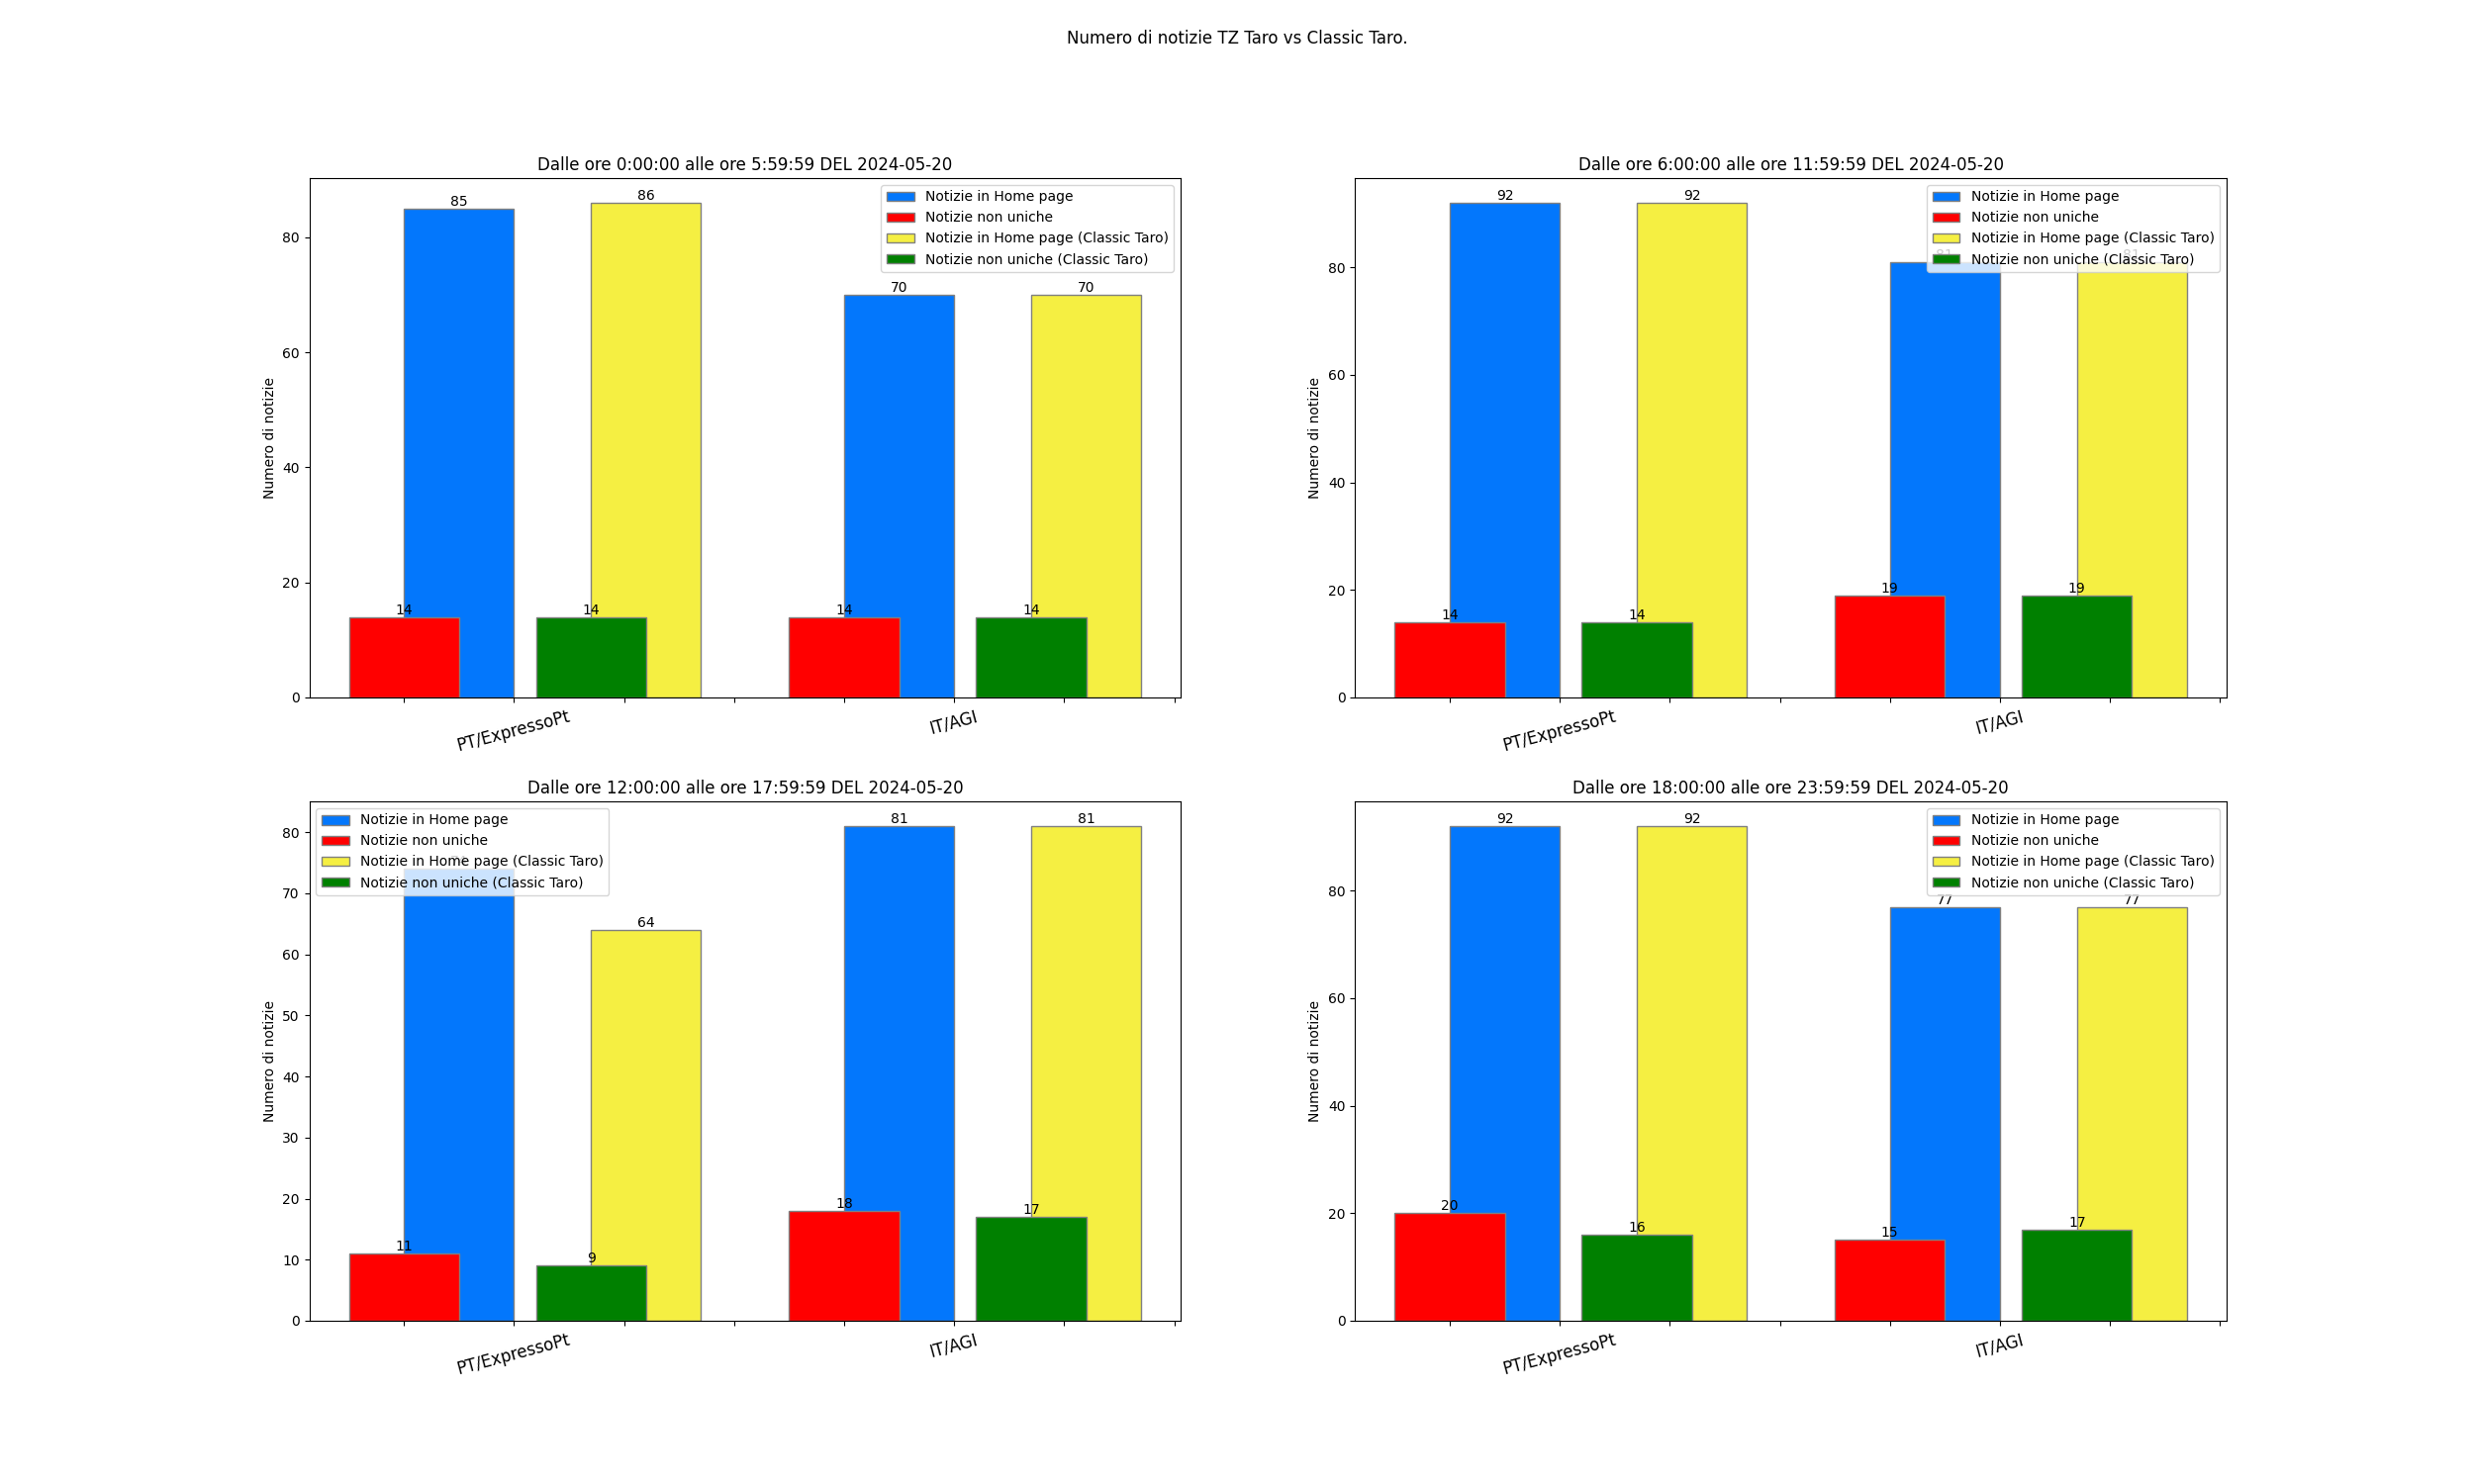 Numero di notizie TZ Taro vs Classic Taro.
Dalle ore 0:00:00 alle ore 5:59:59 DEL 2024-05-20
Numero di notizie
80
60
40
20
0
85
86
70
70
14
14
14
14
Notizie in Home page
Notizie non uniche
Notizie in Home page (Classic Taro)
Notizie non uniche (Classic Taro)
PT/ExpressoPt
IT/AGI
Dalle ore 6:00:00 alle ore 11:59:59 DEL 2024-05-20
Numero di notizie
80
60
40
20
0
92
92
81
81
14
14
19
19
Notizie in Home page
Notizie non uniche
Notizie in Home page (Classic Taro)
Notizie non uniche (Classic Taro)
PT/ExpressoPt
IT/AGI
Dalle ore 12:00:00 alle ore 17:59:59 DEL 2024-05-20
Numero di notizie
80
70
60
50
40
30
20
10
0
Notizie in Home page
Notizie non uniche
Notizie in Home page (Classic Taro)
Notizie non uniche (Classic Taro)
64
81
81
11
9
18
17
PT/ExpressoPt
IT/AGI
Dalle ore 18:00:00 alle ore 23:59:59 DEL 2024-05-20
Numero di notizie
80
60
40
20
0
92
92
77
77
20
16
15
17
Notizie in Home page
Notizie non uniche
Notizie in Home page (Classic Taro)
Notizie non uniche (Classic Taro)
PT/ExpressoPt
IT/AGI